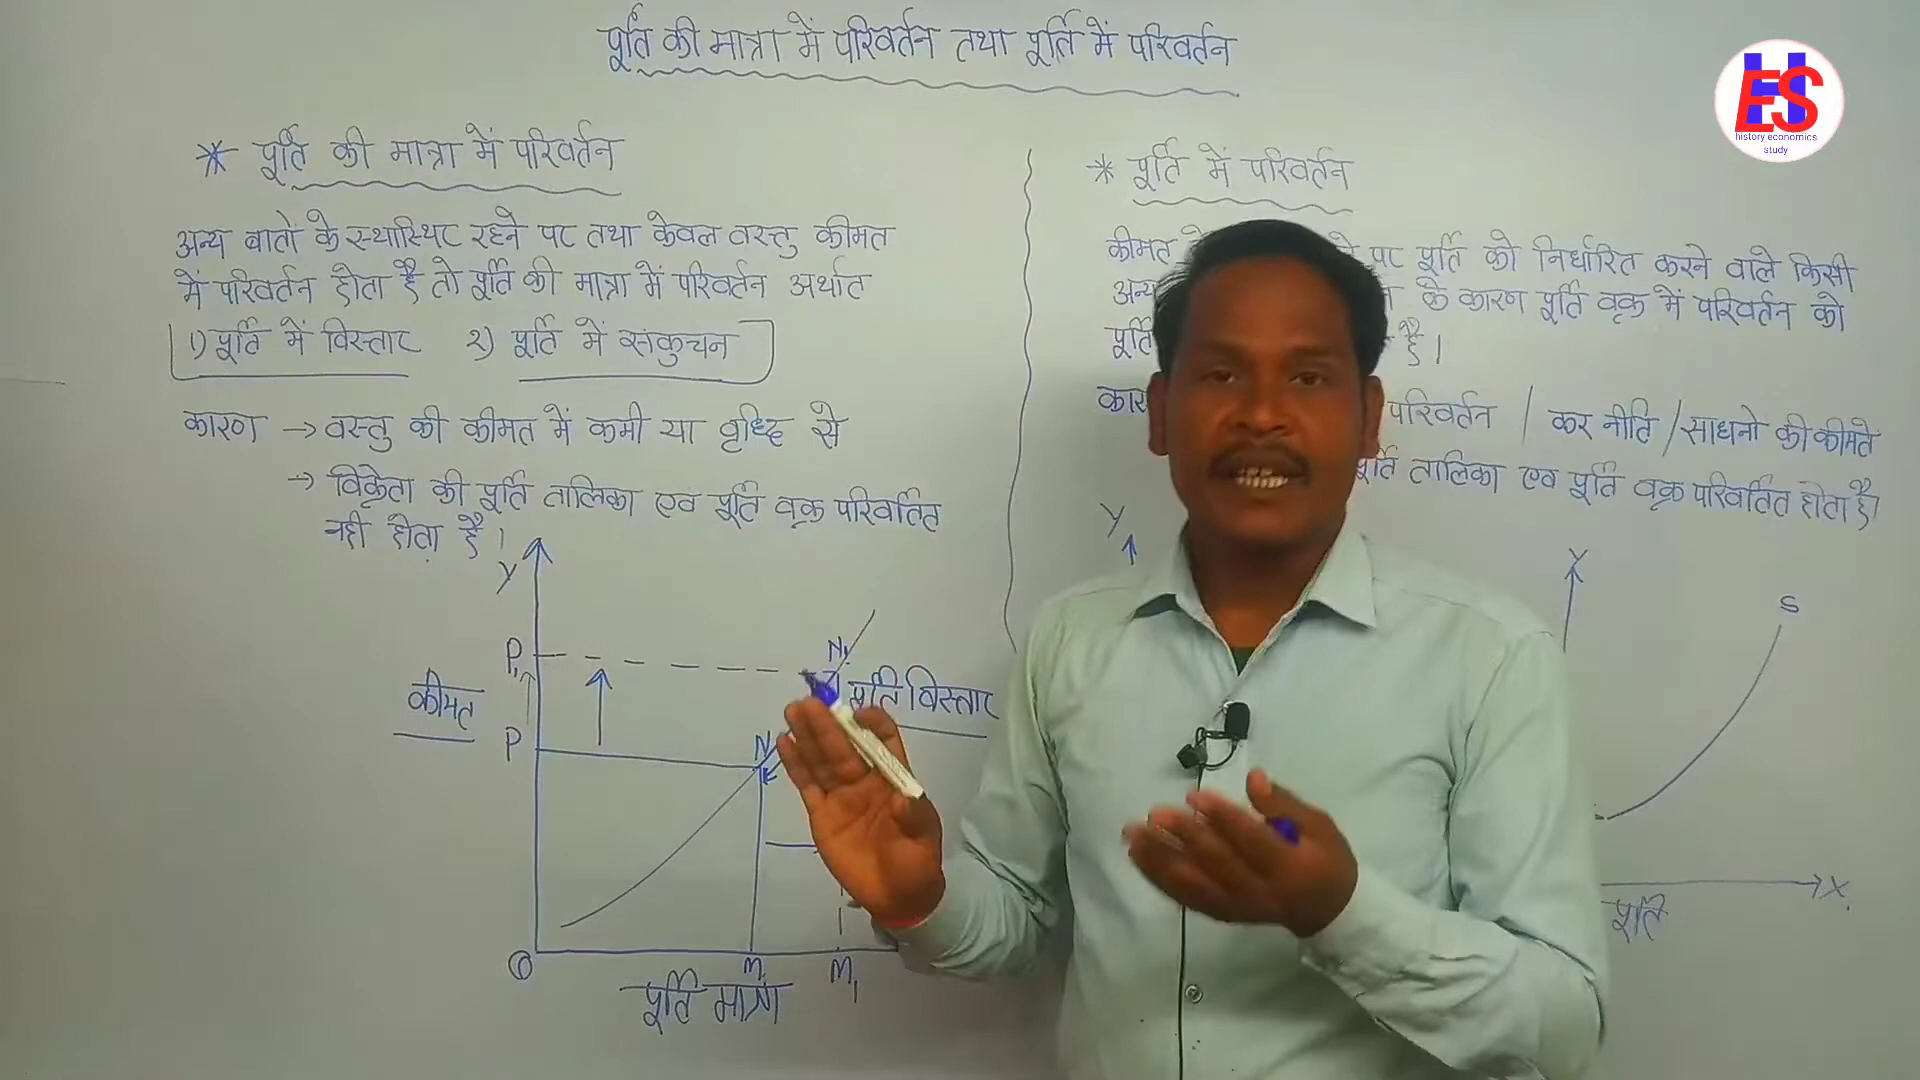 पूर्ति की मात्रा में परिवर्तन तथा पूर्ति में परिवर्तन
HES
history economics
study
* पूर्ति की मात्रा में परिवर्तन
अन्य बातों के स्थास्थिर रहने पर तथा केवल वस्तु कीमत
में परिवर्तन होता है तो पूर्ति की मात्रा में परिवर्तन अर्थात
1) पूर्ति में विस्तार 2) पूर्ति में संकुचन
कारण → वस्तु की कीमत में कमी या वृध्दि से
→ विक्रेता की पूर्ति तालिका एवं पूर्ति वक्र परिवर्तित
नही होता है।
Y
P1
N1
कीमत
पूर्ति विस्तार
P
N
O
M
M1
पूर्ति मात्रा
* पूर्ति में परिवर्तन
कीमत पर पूर्ति को निर्धारित करने वाले किसी
अन्य के कारण पूर्ति वक्र में परिवर्तन को
पूर्ति है।
परिवर्तन / कर नीति / साधनो की कीमतें
पूर्ति तालिका एवं पूर्ति वक्र परिवर्तित होता है।
Y
Y
S
X
पूर्ति